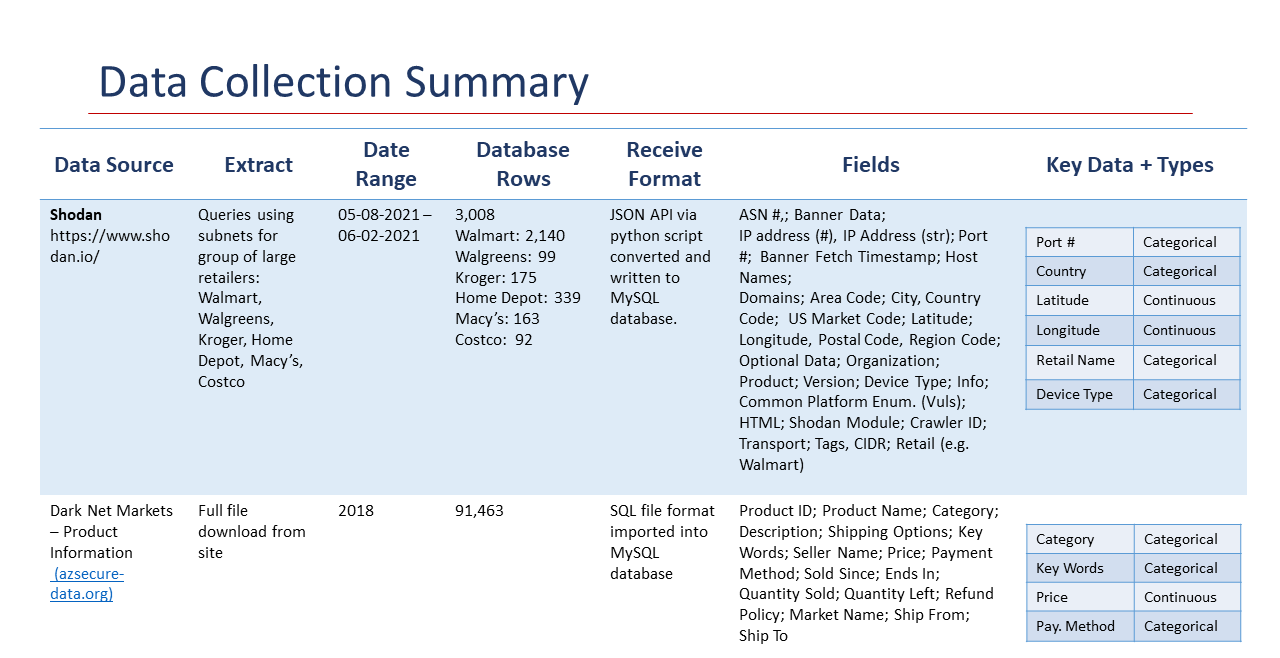 Data Collection Summary
Data Source
Extract
Date
Range
Database
Rows
Receive
Format
Fields
Key Data + Types
Shodan
https://www.sho
dan.io/
Queries using
subnets for
group of large
retailers:
Walmart,
Walgreens,
Kroger, Home
Depot, Macy’s,
Costco
05-08-2021 –
06-02-2021
3,008
Walmart: 2,140
Walgreens: 99
Kroger: 175
Home Depot: 339
Macy’s: 163
Costco: 92
JSON API via
python script
converted and
written to
MySQL
database.
ASN #,; Banner Data;
IP address (#), IP Address (str); Port
#; Banner Fetch Timestamp; Host
Names;
Domains; Area Code; City, Country
Code; US Market Code; Latitude;
Longitude, Postal Code, Region Code;
Optional Data; Organization;
Product; Version; Device Type; Info;
Common Platform Enum. (Vuls);
HTML; Shodan Module; Crawler ID;
Transport; Tags, CIDR; Retail (e.g.
Walmart)
Port # Categorical
Country Categorical
Latitude Continuous
Longitude Continuous
Retail Name Categorical
Device Type Categorical
Dark Net Markets
– Product
Information
(azsecure-
data.org)
Full file
download from
site
2018
91,463
SQL file format
imported into
MySQL
database
Product ID; Product Name; Category;
Description; Shipping Options; Key
Words; Seller Name; Price; Payment
Method; Sold Since; Ends In;
Quantity Sold; Quantity Left; Refund
Policy; Market Name; Ship From;
Ship To
Category Categorical
Key Words Categorical
Price Continuous
Pay. Method Categorical